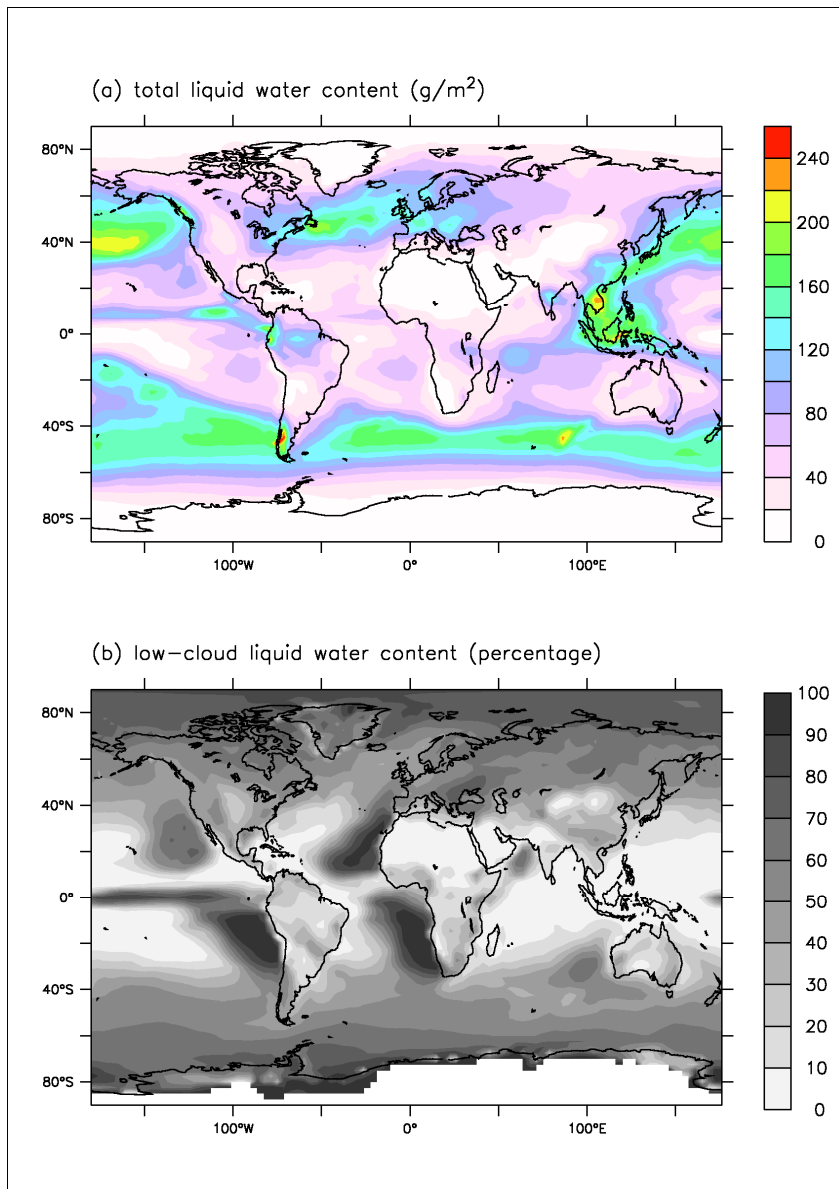 (a) total liquid water content (g/m²)
80°N
40°N
0°
40°S
80°S
100°W
0°
100°E
240
200
160
120
80
40
0
(b) low-cloud liquid water content (percentage)
80°N
40°N
0°
40°S
80°S
100°W
0°
100°E
100
90
80
70
60
50
40
30
20
10
0